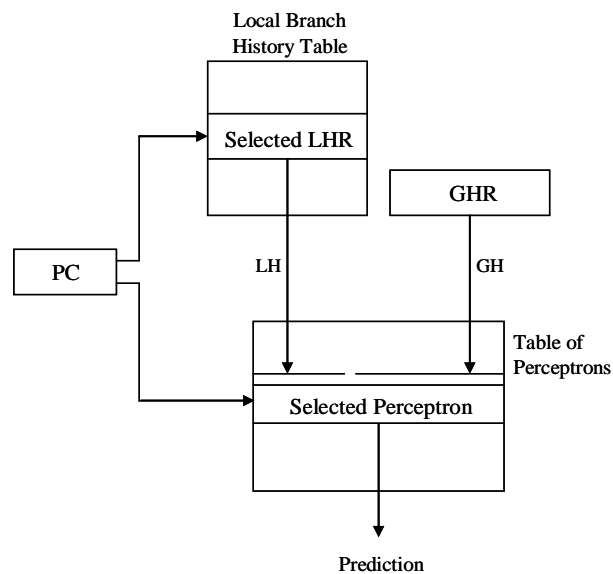 Local Branch
History Table
Selected LHR
GHR
PC
LH
GH
Table of
Perceptrons
Selected Perceptron
Prediction